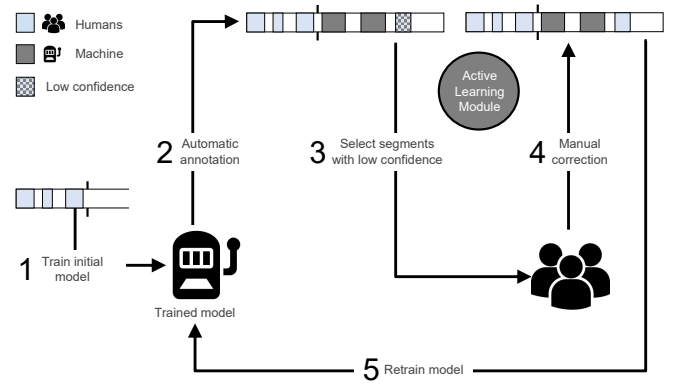 Humans
Machine
Low confidence
1 Train initial
model
2 Automatic
annotation
Trained model
3 Select segments
with low confidence
Active
Learning
Module
4 Manual
correction
5 Retrain model